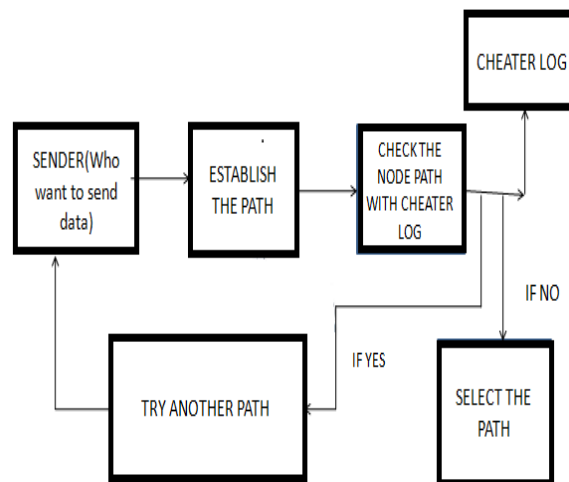 CHEATER LOG
SENDER(Who
want to send
data)
ESTABLISH
THE PATH
CHECK THE
NODE PATH
WITH CHEATER
LOG
IF NO
IF YES
TRY ANOTHER PATH
SELECT THE
PATH